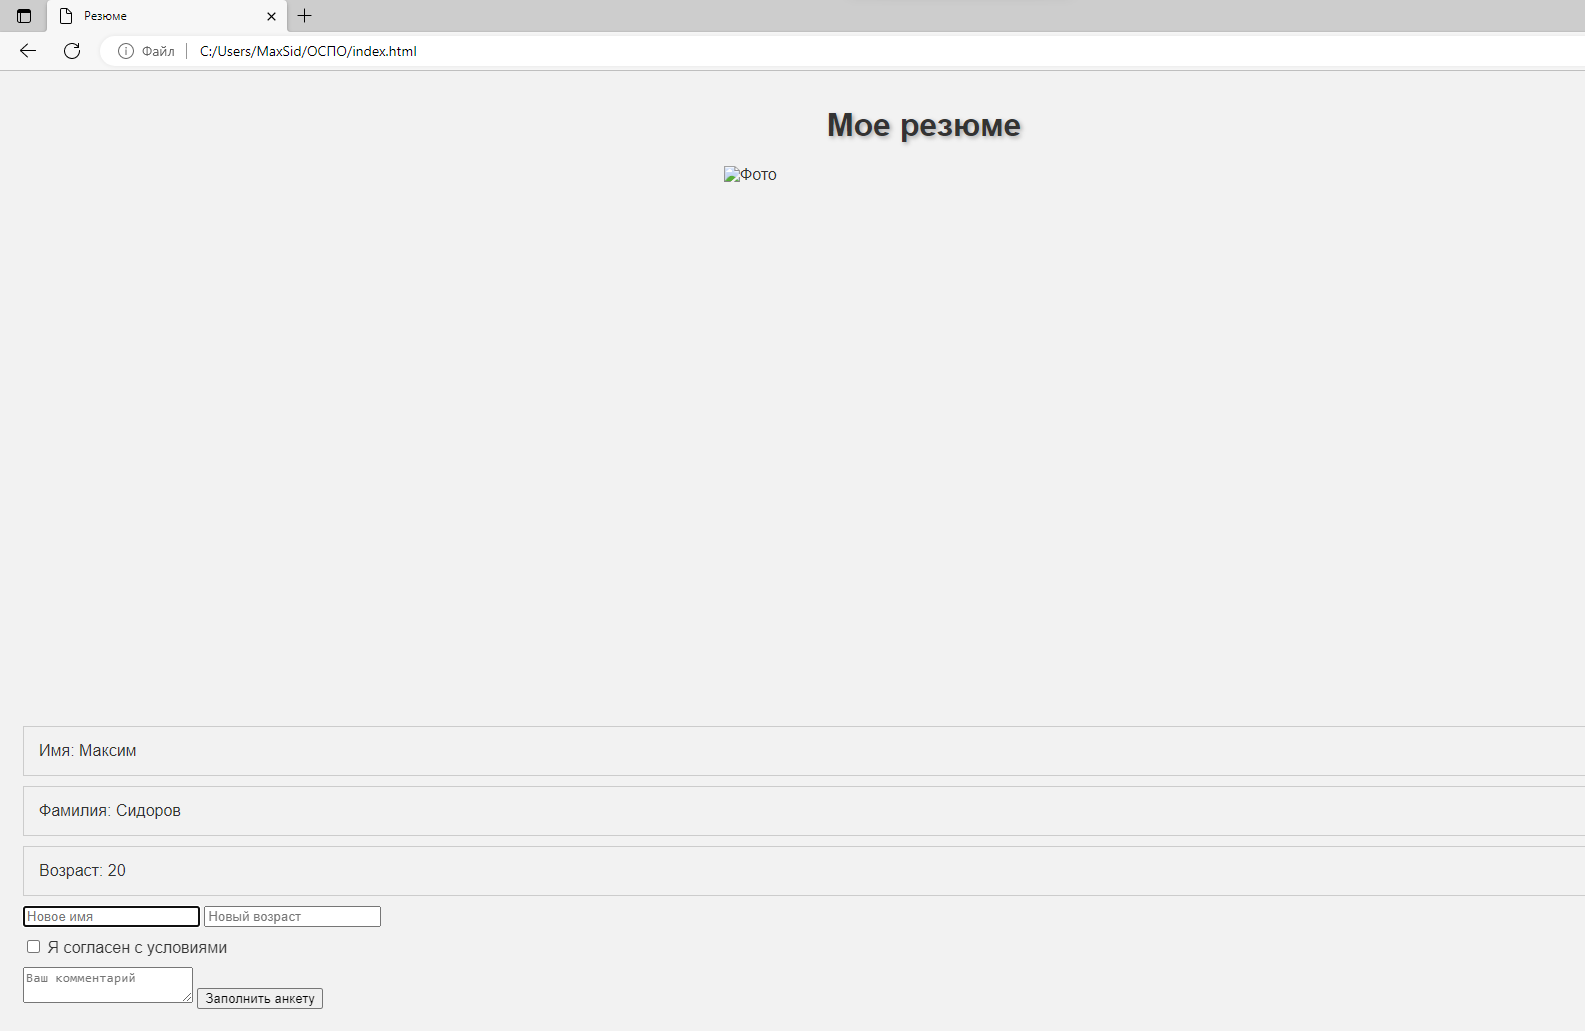 Резюме
Файл C:/Users/MaxSid/ОСПО/index.html
Мое резюме
Фото
Имя: Максим
Фамилия: Сидоров
Возраст: 20
Новое имя Новый возраст
Я согласен с условиями
Ваш комментарий Заполнить анкету